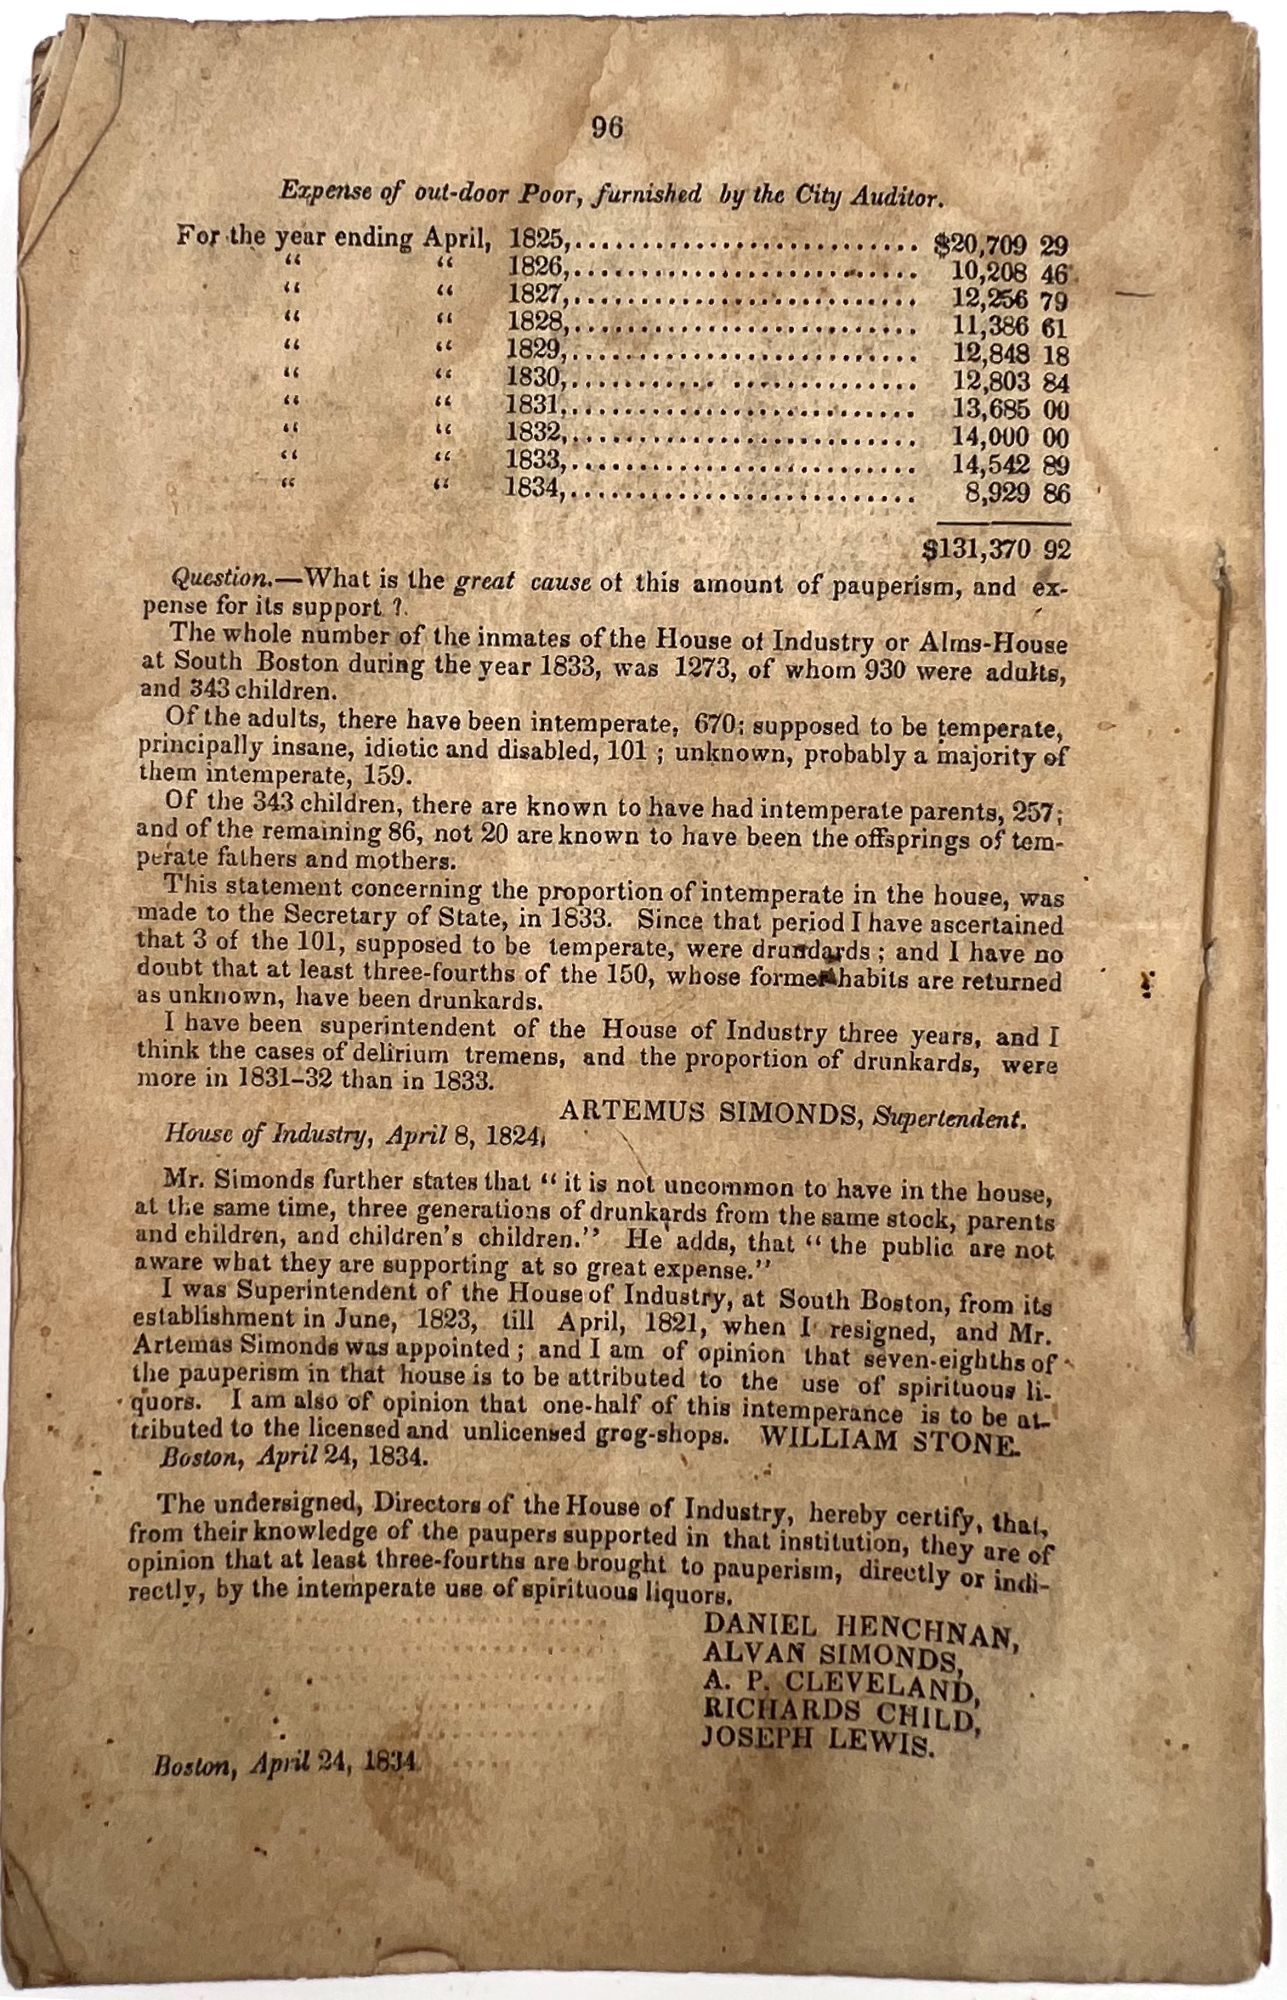 96
Expense of out-door Poor, furnished by the City Auditor.
For the year ending April, 1825,.......................... $20,709 29
“ “ 1826,.......................... 10,208 46
“ “ 1827,.......................... 12,256 79
“ “ 1828,.......................... 11,386 61
“ “ 1829,.......................... 12,848 18
“ “ 1830,.......................... 12,803 84
“ “ 1831,.......................... 13,685 00
“ “ 1832,.......................... 14,000 00
“ “ 1833,.......................... 14,542 89
“ “ 1834,.......................... 8,929 86
$131,370 92
Question.—What is the great cause of this amount of pauperism, and ex-
pense for its support ?
The whole number of the inmates of the House of Industry or Alms-House
at South Boston during the year 1833, was 1273, of whom 930 were adults,
and 343 children.
Of the adults, there have been intemperate, 670; supposed to be temperate,
principally insane, idiotic and disabled, 101 ; unknown, probably a majority of
them intemperate, 159.
Of the 343 children, there are known to have had intemperate parents, 257;
and of the remaining 86, not 20 are known to have been the offsprings of tem-
perate fathers and mothers.
This statement concerning the proportion of intemperate in the house, was
made to the Secretary of State, in 1833. Since that period I have ascertained
that 3 of the 101, supposed to be temperate, were drundards ; and I have no
doubt that at least three-fourths of the 150, whose former habits are returned
as unknown, have been drunkards.
I have been superintendent of the House of Industry three years, and I
think the cases of delirium tremens, and the proportion of drunkards, were
more in 1831-32 than in 1833.
ARTEMUS SIMONDS, Supertendent.
House of Industry, April 8, 1824,
Mr. Simonds further states that “ it is not uncommon to have in the house,
at the same time, three generations of drunkards from the same stock, parents
and children, and children's children.” He adds, that “ the public are not
aware what they are supporting at so great expense.”
I was Superintendent of the House of Industry, at South Boston, from its
establishment in June, 1823, till April, 1821, when I resigned, and Mr.
Artemas Simonds was appointed ; and I am of opinion that seven-eighths of
the pauperism in that house is to be attributed to the use of spirituous li-
quors. I am also of opinion that one-half of this intemperance is to be at-
tributed to the licensed and unlicensed grog-shops. WILLIAM STONE.
Boston, April 24, 1834.
The undersigned, Directors of the House of Industry, hereby certify, that,
from their knowledge of the paupers supported in that institution, they are of
opinion that at least three-fourths are brought to pauperism, directly or indi-
rectly, by the intemperate use of spirituous liquors.
DANIEL HENCHNAN,
ALVAN SIMONDS,
A. P. CLEVELAND,
RICHARDS CHILD,
JOSEPH LEWIS.
Boston, April 24, 1834